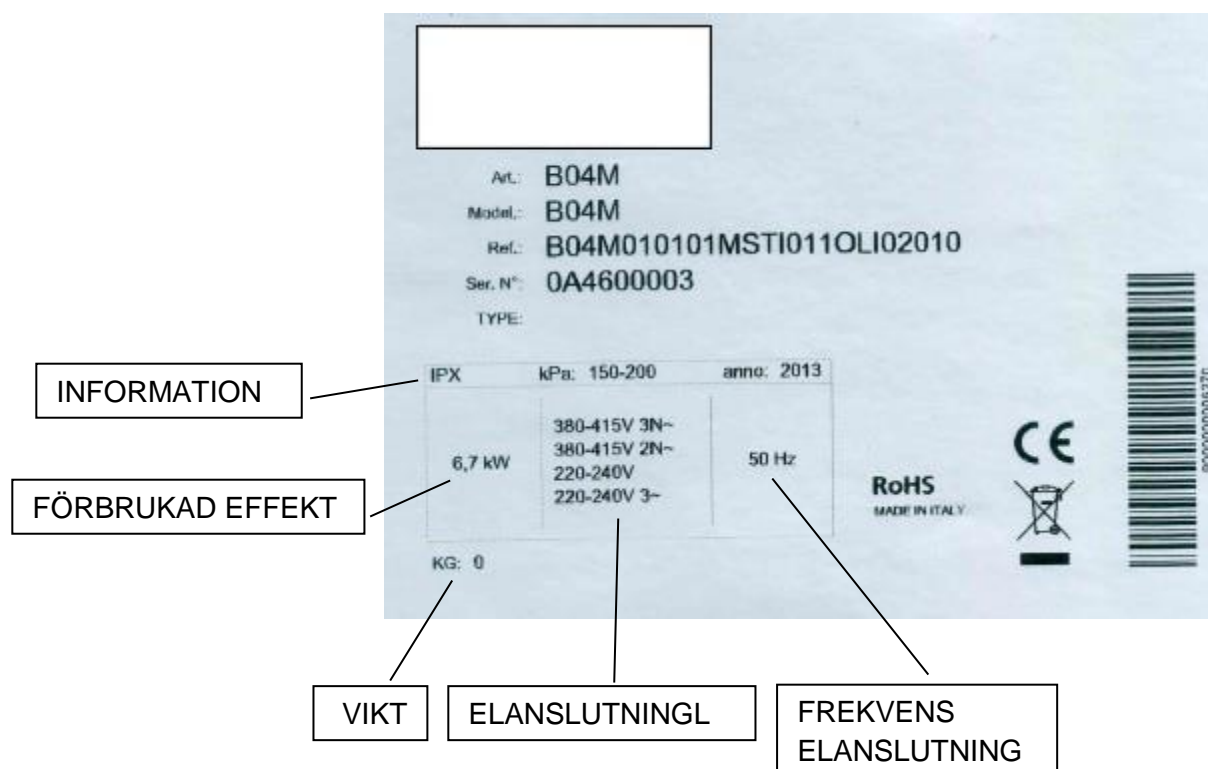 Art.: B04M
Model.: B04M
Ref.: B04M010101MSTI011OLI02010
Ser. N°: 0A4600003
TYPE:
INFORMATION
IPX kPa: 150-200 anno: 2013
6,7 kW
380-415V 3N~
380-415V 2N~
220-240V
220-240V 3~
50 Hz
FÖRBRUKAD EFFEKT
CE
RoHS
MADE IN ITALY
KG: 0
VIKT
ELANSLUTNINGL
FREKVENS
ELANSLUTNING